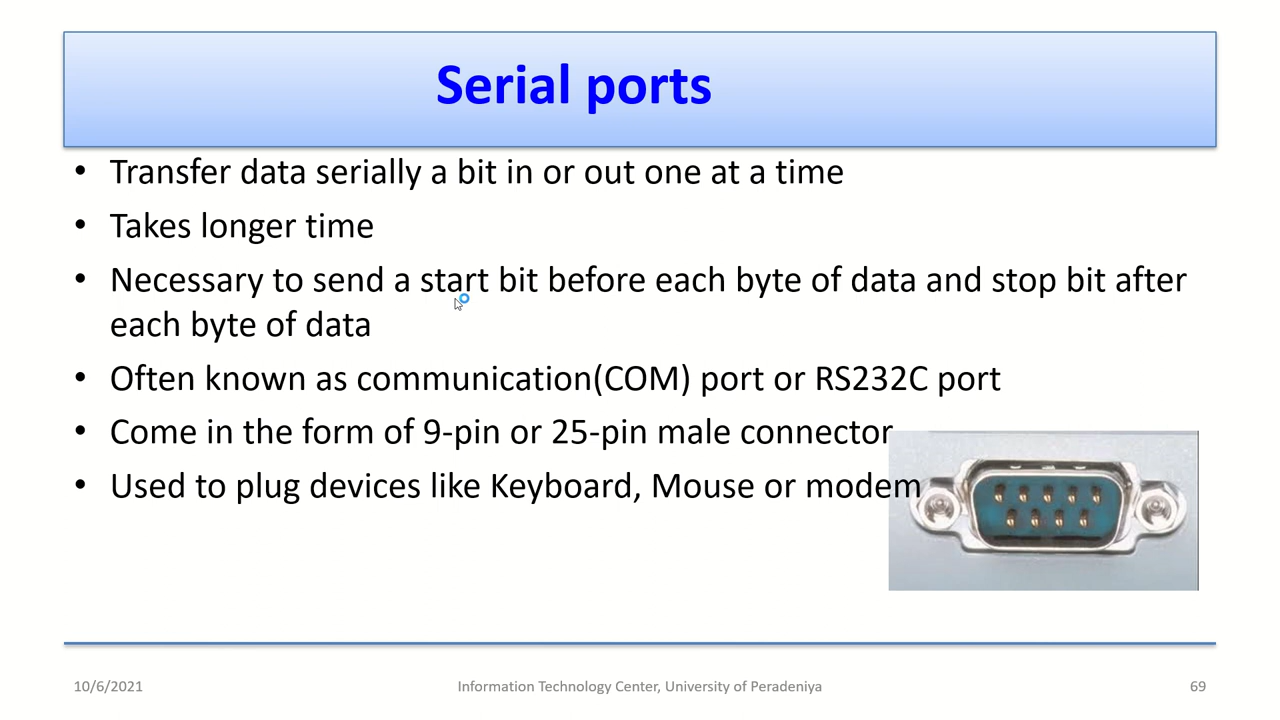 Serial ports
• Transfer data serially a bit in or out one at a time
• Takes longer time
• Necessary to send a start bit before each byte of data and stop bit after
each byte of data
• Often known as communication(COM) port or RS232C port
• Come in the form of 9-pin or 25-pin male connector
• Used to plug devices like Keyboard, Mouse or modem
10/6/2021
Information Technology Center, University of Peradeniya
69